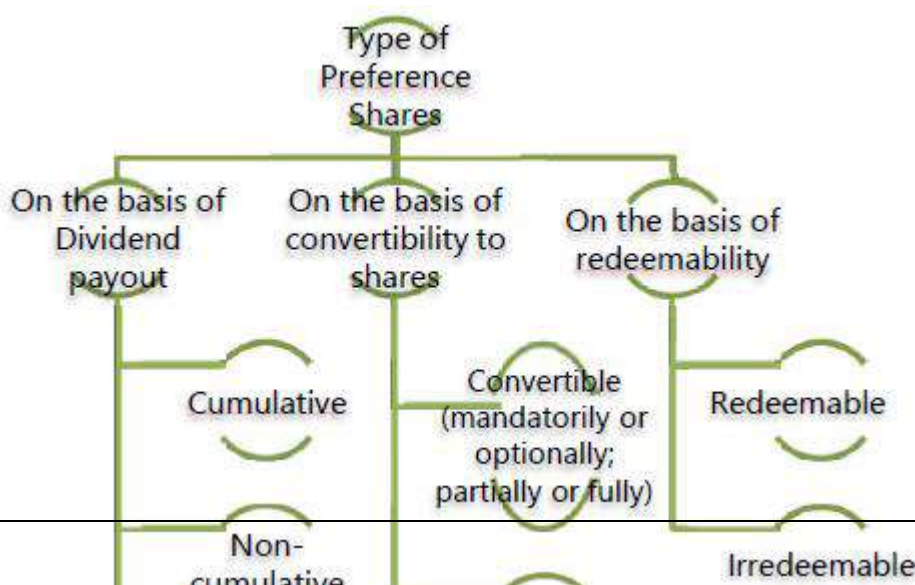 Type of
Preference
Shares
On the basis of
Dividend
payout
On the basis of
convertibility to
shares
On the basis of
redeemability
Cumulative
Convertible
(mandatorily or
optionally;
partially or fully)
Redeemable
Non-
cumulative
Irredeemable